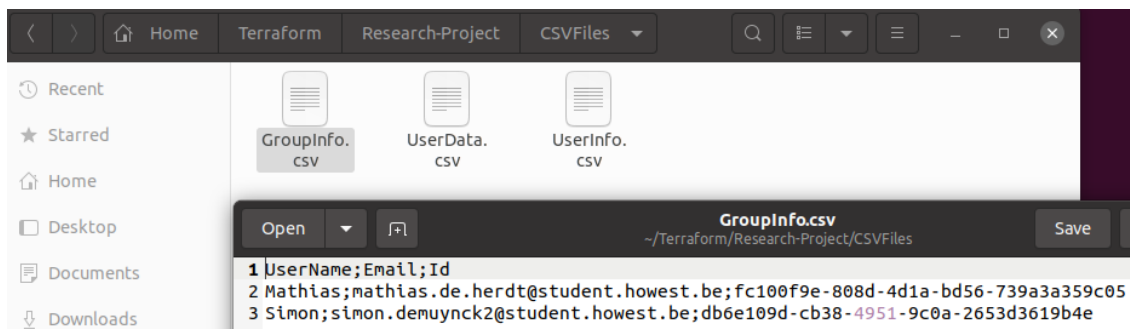 Home Terraform Research-Project CSVFiles
Recent
Starred
Home
Desktop
Documents
Downloads
GroupInfo.
csv
UserData.
csv
UserInfo.
csv
Open
GroupInfo.csv
~/Terraform/Research-Project/CSVFiles
Save
1 UserName;Email;Id
2 Mathias;mathias.de.herdt@student.howest.be;fc100f9e-808d-4d1a-bd56-739a3a359c05
3 Simon;simon.demuynck2@student.howest.be;db6e109d-cb38-4951-9c0a-2653d3619b4e